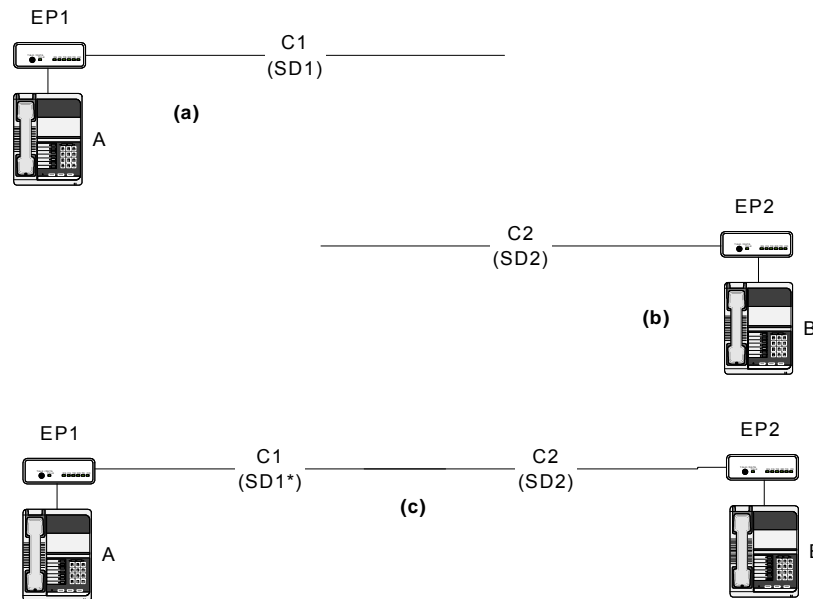 EP1
C1
(SD1)
(a)
A
EP2
C2
(SD2)
(b)
B
EP1
EP2
C1
(SD1*)
C2
(SD2)
(c)
A